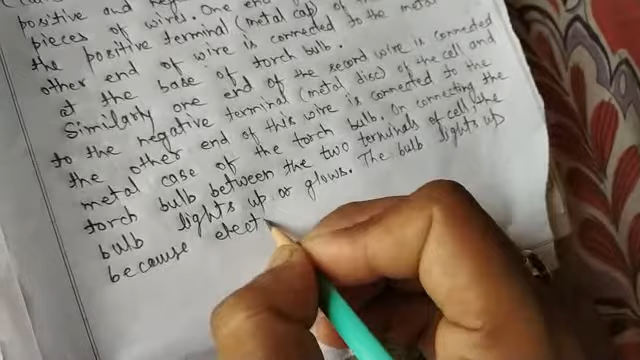 positive and
pieces of wires. One end
the positive terminal (metal cap) of
other end of wire is connected to the metal
at the base of torch bulb.
Similarly one end of the second wire is connected
to the negative terminal (metal disc) of the cell and
the other end of this wire is connected to the
metal case of the torch bulb. On connecting the
torch bulb between the two terminals of cell, the
bulb lights up or glows. The bulb lights up
because elect